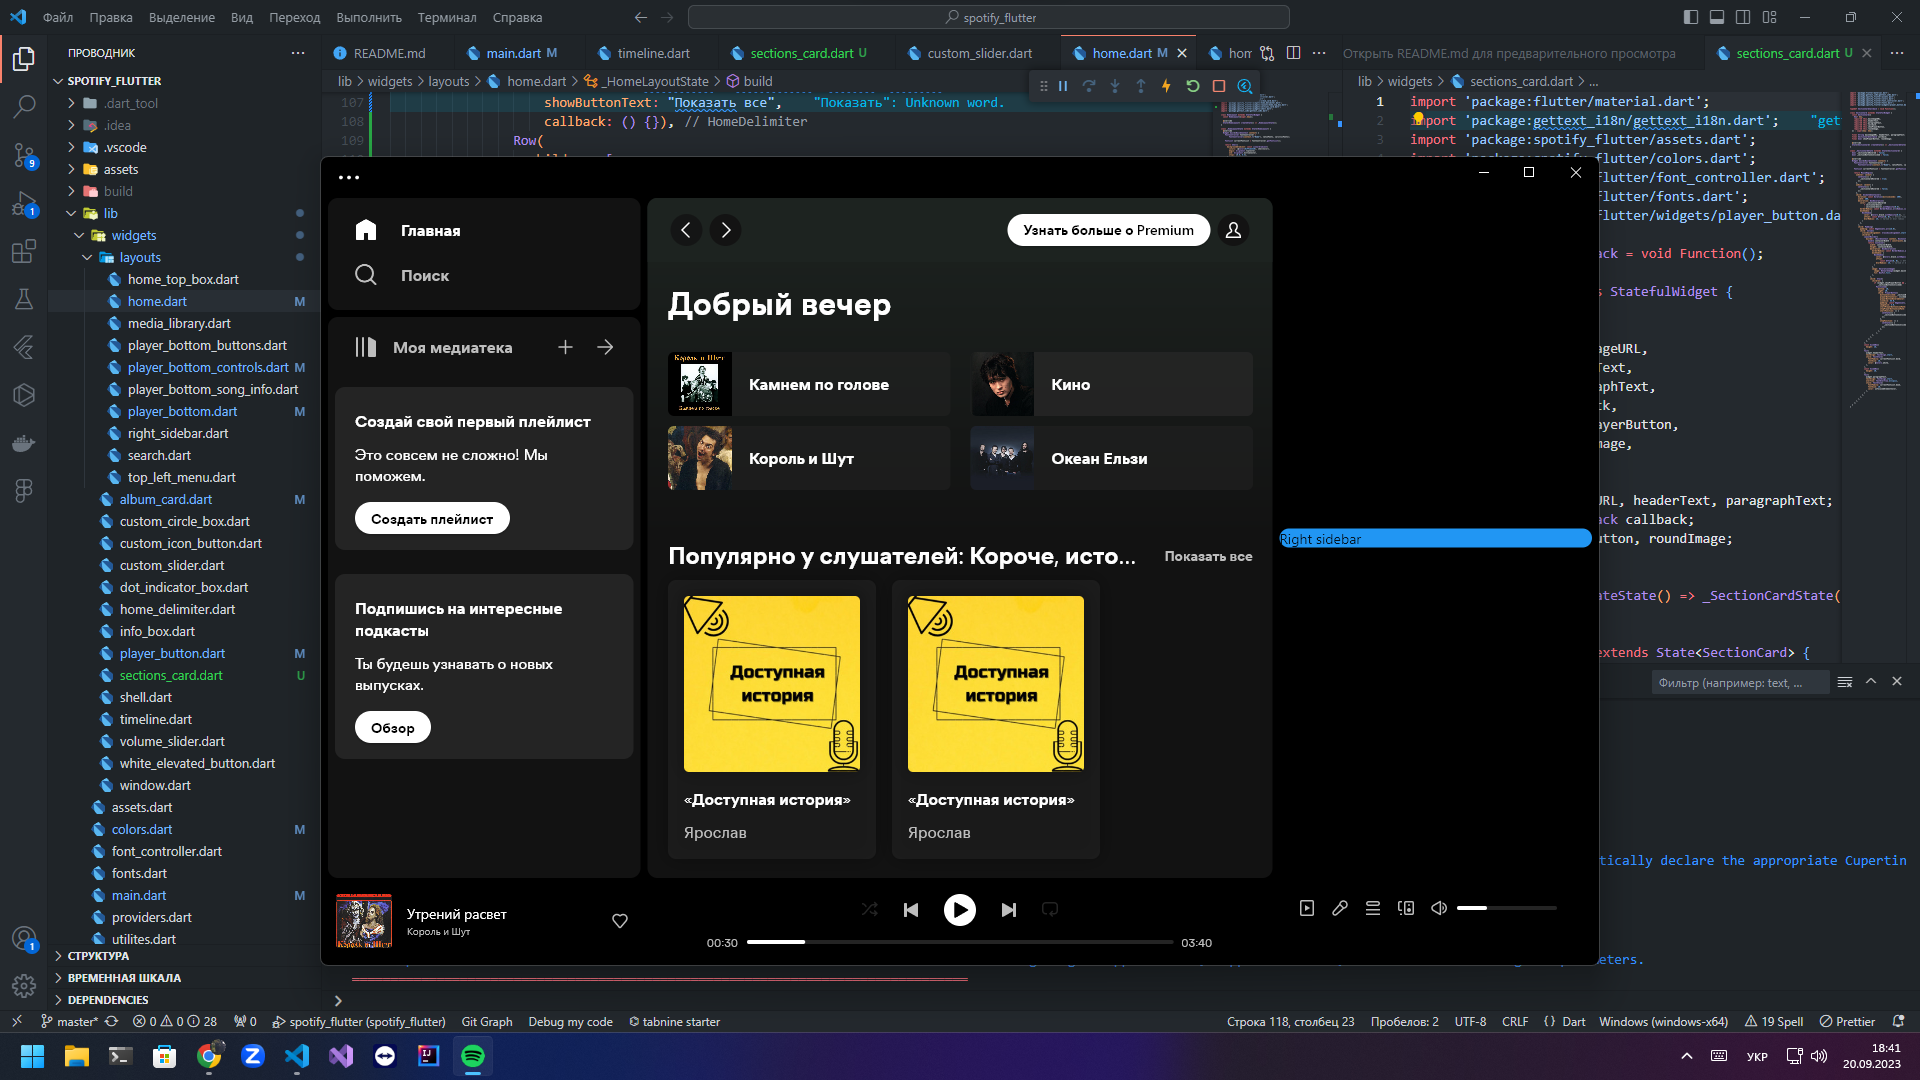 Файл Правка Выделение Вид Переход Выполнить Терминал Справка
spotify_flutter
ПРОВОДНИК
README.md
main.dart M
timeline.dart
sections_card.dart U
custom_slider.dart
home.dart M
Открыть README.md для предварительного просмотра
sections_card.dart U
SPOTIFY_FLUTTER
lib > widgets > layouts > home.dart > _HomeLayoutState > build
lib > widgets > sections_card.dart > ...
.dart_tool
.idea
.vscode
assets
build
lib
widgets
layouts
home_top_box.dart
home.dart M
media_library.dart
player_bottom_buttons.dart
player_bottom_controls.dart M
player_bottom_song_info.dart
player_bottom.dart M
right_sidebar.dart
search.dart
top_left_menu.dart
album_card.dart M
custom_circle_box.dart
custom_icon_button.dart
custom_slider.dart
dot_indicator_box.dart
home_delimiter.dart
info_box.dart
player_button.dart M
sections_card.dart U
shell.dart
timeline.dart
volume_slider.dart
white_elevated_button.dart
window.dart
assets.dart
colors.dart M
font_controller.dart
fonts.dart
main.dart M
providers.dart
utilites.dart
СТРУКТУРА
ВРЕМЕННАЯ ШКАЛА
DEPENDENCIES
107 showButtonText: "Показать все", "Показать": Unknown word.
108 callback: () {}), // HomeDelimiter
109 Row(
1 import 'package:flutter/material.dart';
2 import 'package:gettext_i18n/gettext_i18n.dart'; "get
3 import 'package:spotify_flutter/assets.dart';
flutter/colors.dart';
flutter/font_controller.dart';
flutter/fonts.dart';
flutter/widgets/player_button.da
ack = void Function();
s StatefulWidget {
ageURL,
Text,
phText,
k,
ayerButton,
mage,
URL, headerText, paragraphText;
ack callback;
utton, roundImage;
ateState() => _SectionCardState(
extends State<SectionCard> {
Фильтр (например: text, ...
tically declare the appropriate Cupertin
eters.
Главная
Поиск
Моя медиатека
Создай свой первый плейлист
Это совсем не сложно! Мы
поможем.
Создать плейлист
Подпишись на интересные
подкасты
Ты будешь узнавать о новых
выпусках.
Обзор
Узнать больше о Premium
Добрый вечер
Король и Шут
Камнем по голове
Кино
Король и Шут
Океан Ельзи
Популярно у слушателей: Короче, исто...
Показать все
Доступная
история
Доступная
история
«Доступная история»
Ярослав
«Доступная история»
Ярослав
Right sidebar
Утрений расвет
Король и Шут
00:30
03:40
master* 0 0 28 0 spotify_flutter (spotify_flutter) Git Graph Debug my code tabnine starter
Строка 118, столбец 23 Пробелов: 2 UTF-8 CRLF {} Dart Windows (windows-x64) 19 Spell Prettier
УКР
18:41
20.09.2023